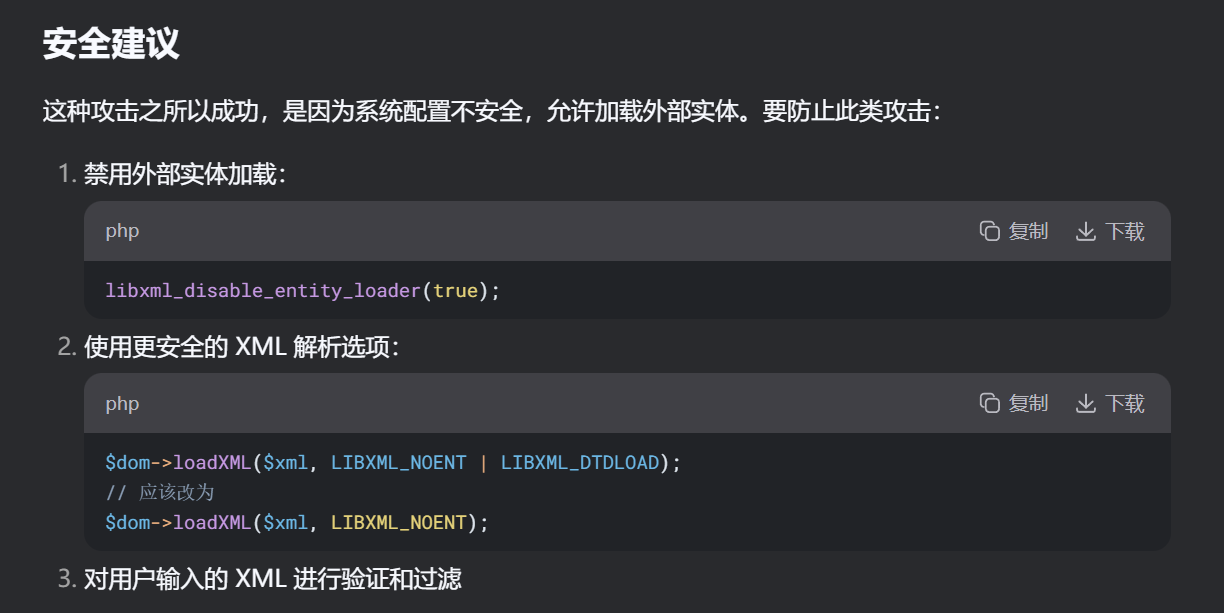 安全建议
这种攻击之所以成功，是因为系统配置不安全，允许加载外部实体。要防止此类攻击：
1. 禁用外部实体加载：
php 复制 下载
libxml_disable_entity_loader(true);
2. 使用更安全的 XML 解析选项：
php 复制 下载
$dom->loadXML($xml, LIBXML_NOENT | LIBXML_DTDLOAD);
// 应该改为
$dom->loadXML($xml, LIBXML_NOENT);
3. 对用户输入的 XML 进行验证和过滤